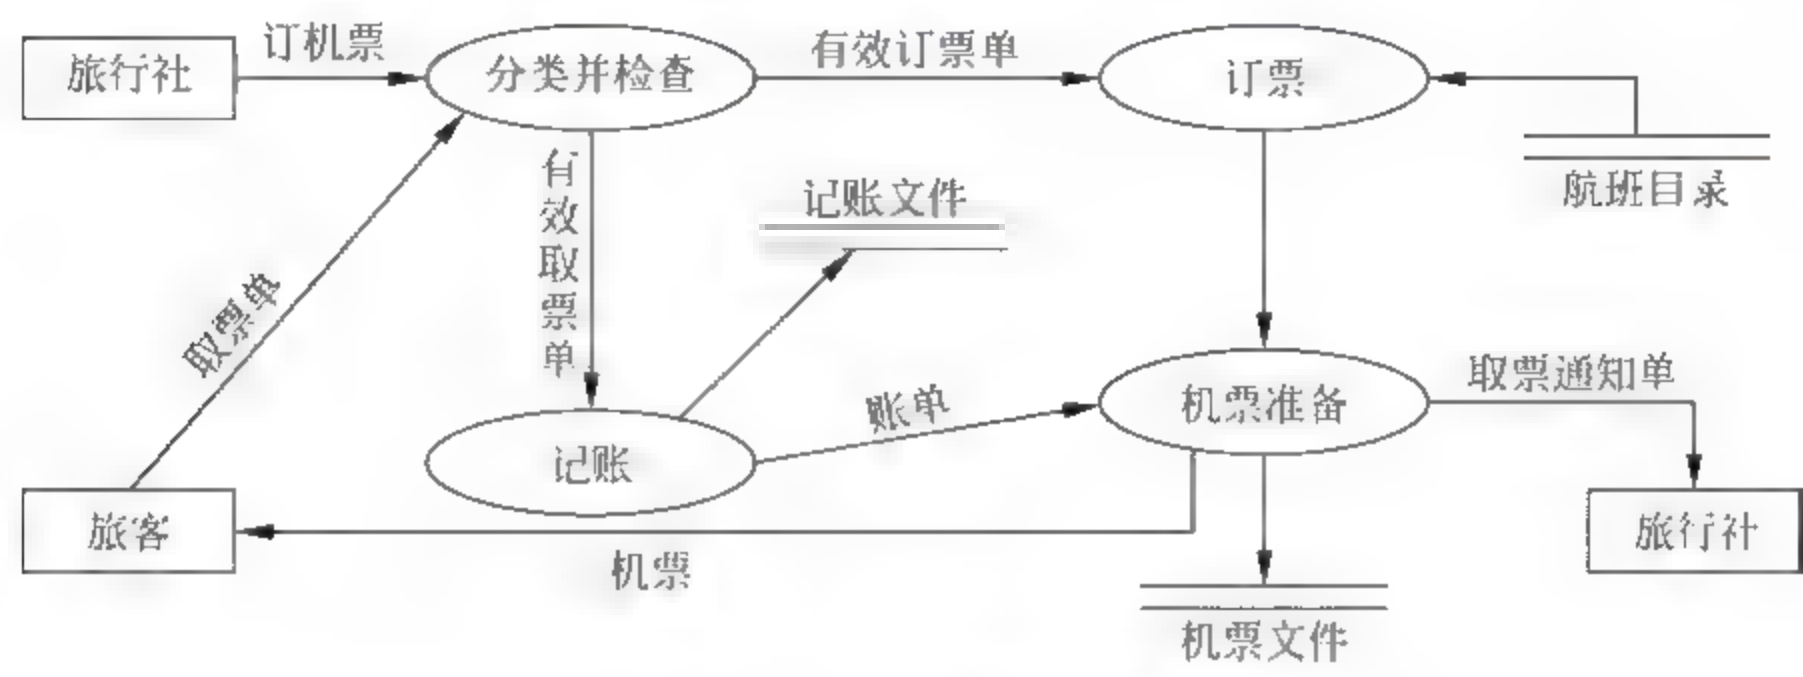 旅行社
订机票
分类并检查
有效订票单
订票
航班目录
有效取票单
记账文件
取票单
记账
账单
机票准备
取票通知单
旅客
机票
旅行社
机票文件